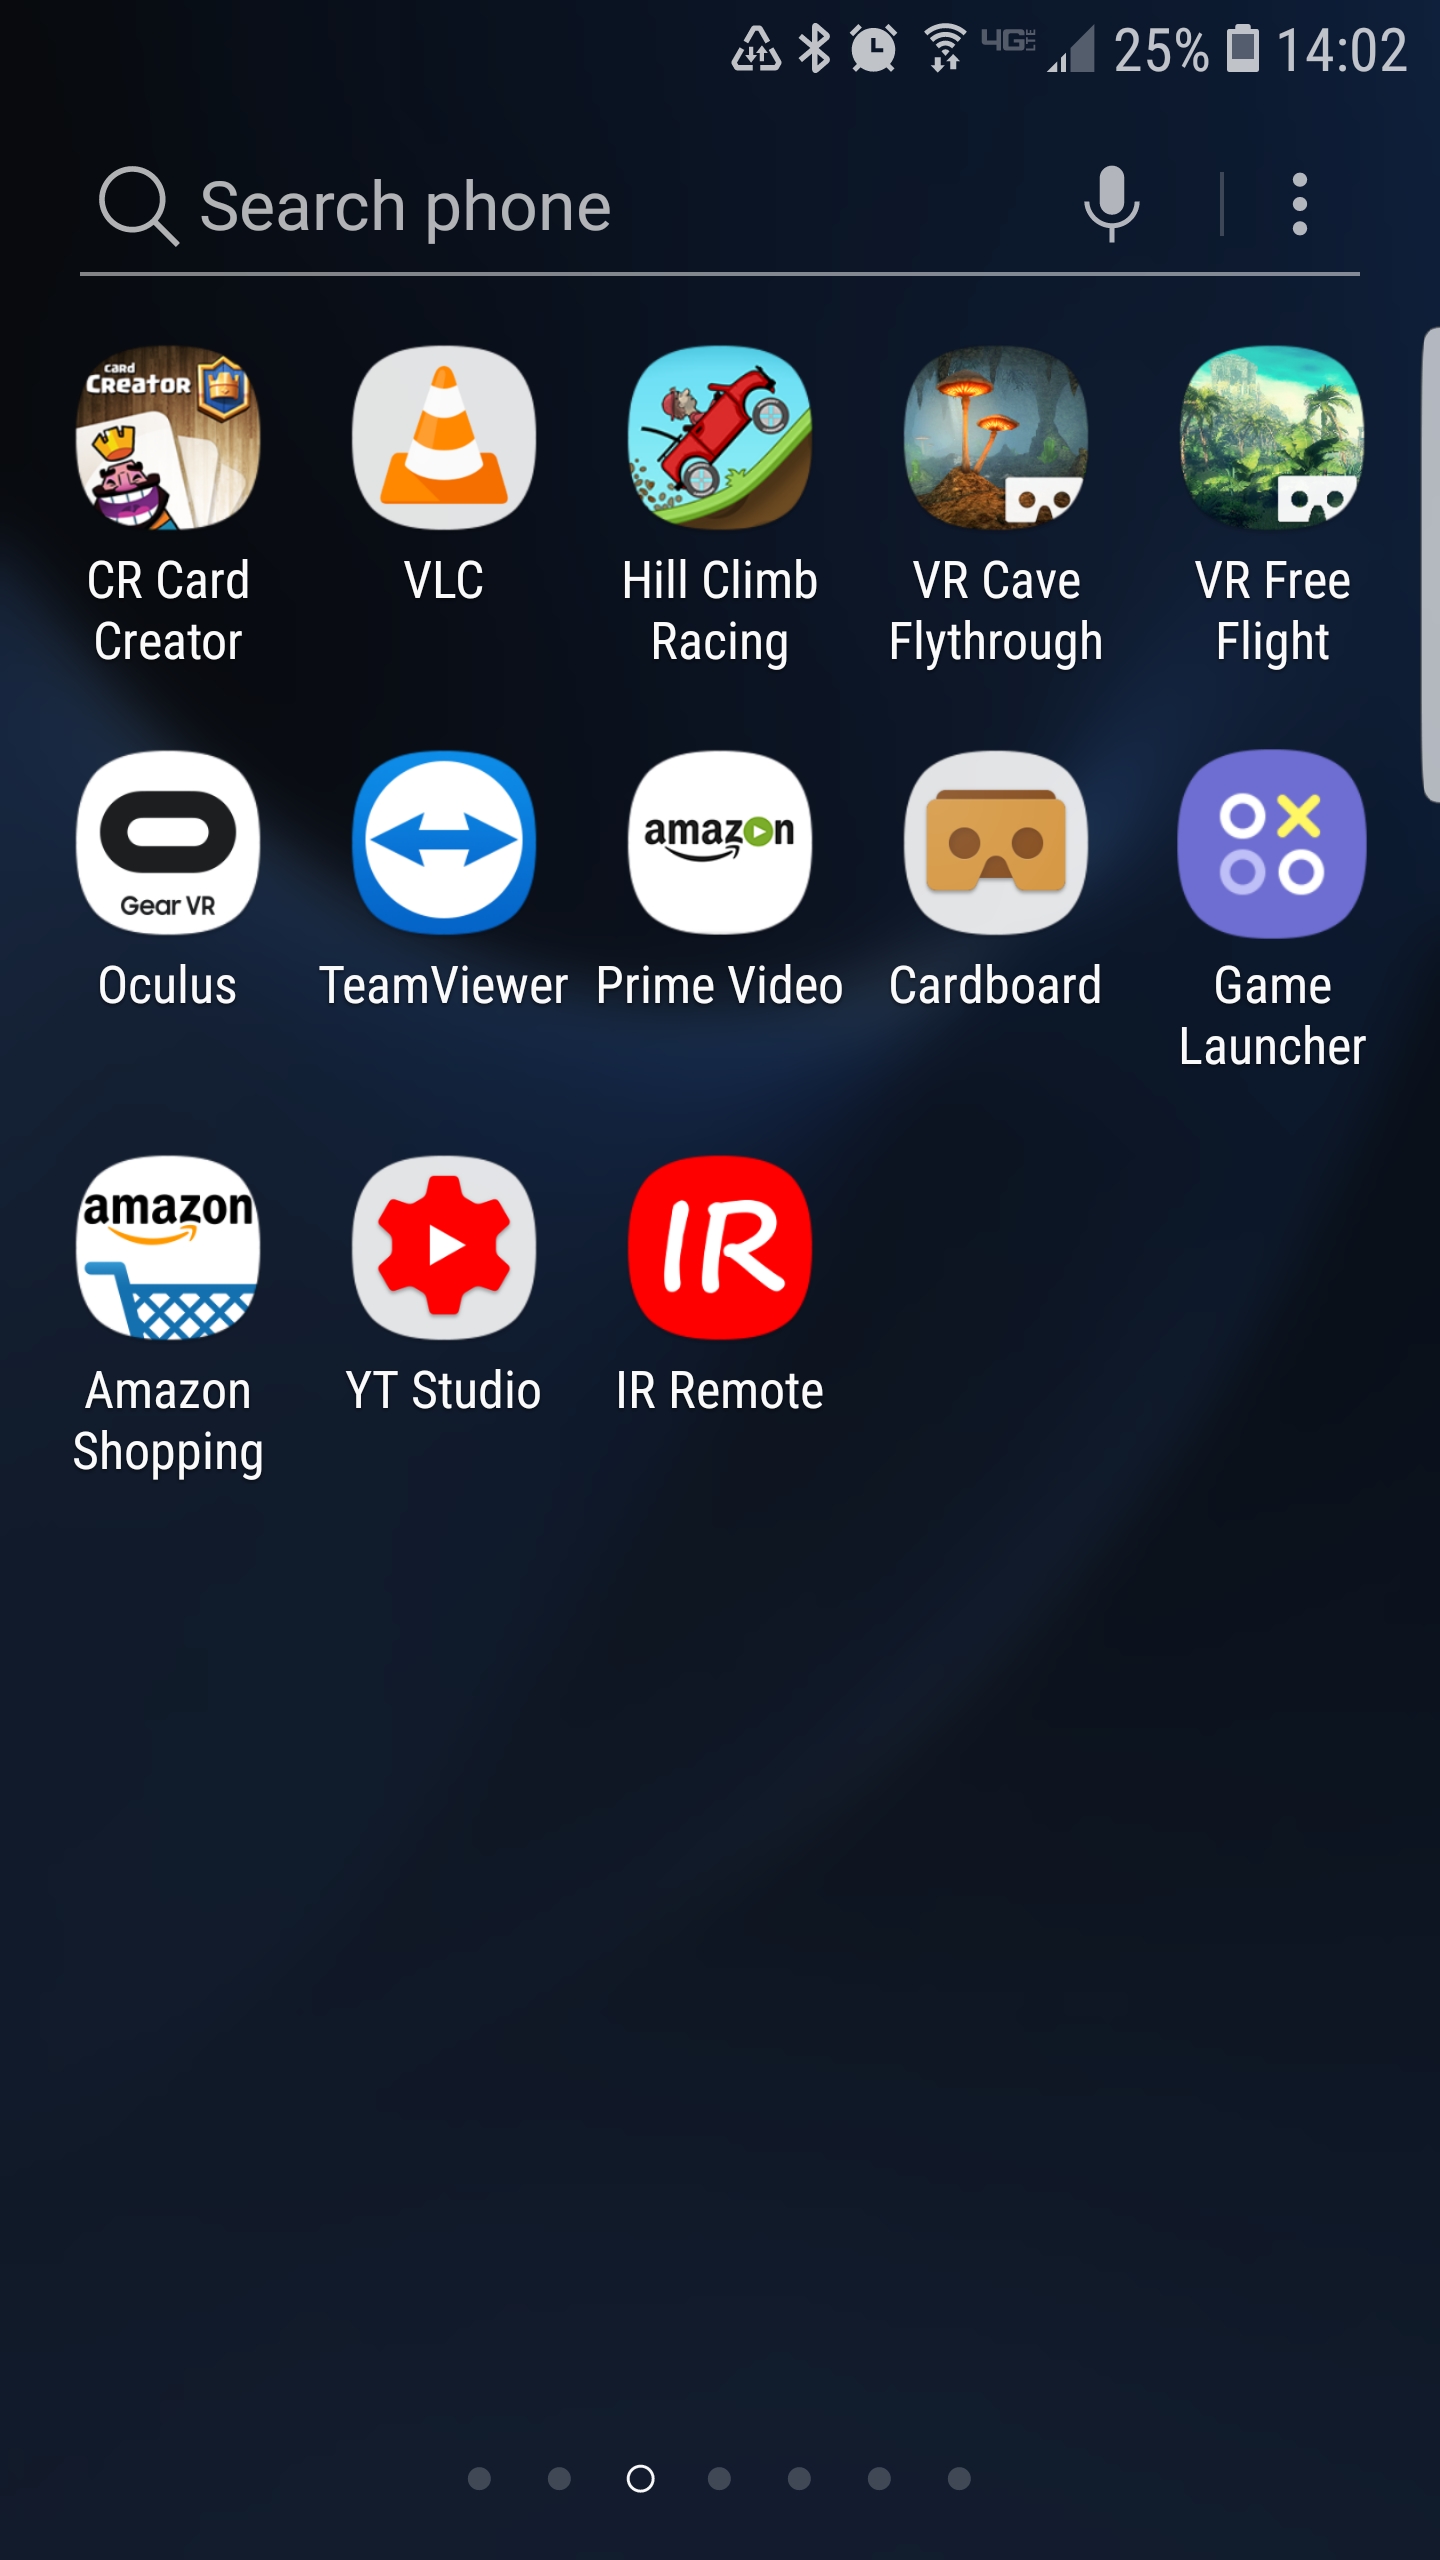 4G LTE 25% 14:02
Search phone
card
CREATOR
CR Card
Creator
VLC
Hill Climb
Racing
VR Cave
Flythrough
VR Free
Flight
Gear VR
Oculus
TeamViewer
amazon
Prime Video
Cardboard
Game
Launcher
amazon
Amazon
Shopping
YT Studio
IR
IR Remote